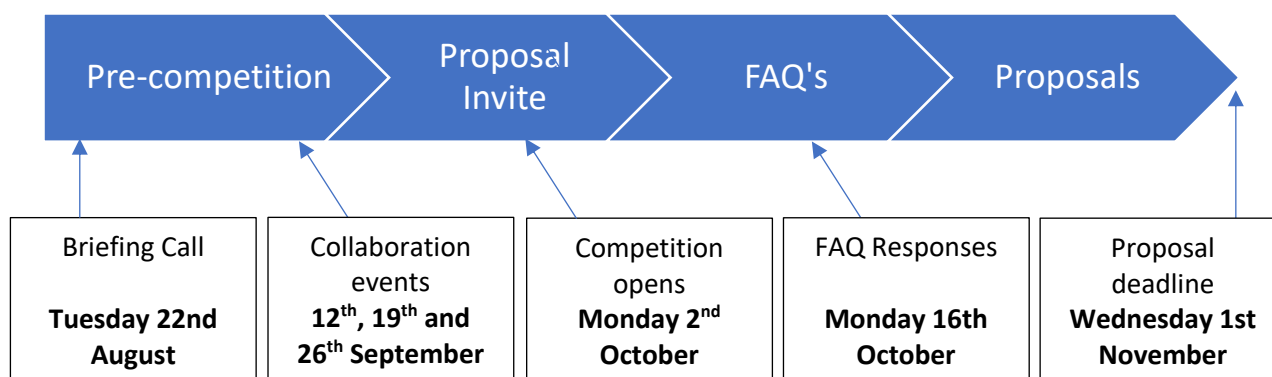 Pre-competition
Proposal
Invite
FAQ's
Proposals
Briefing Call
Tuesday 22nd
August
Collaboration
events
12th, 19th and
26th September
Competition
opens
Monday 2nd
October
FAQ Responses
Monday 16th
October
Proposal
deadline
Wednesday 1st
November